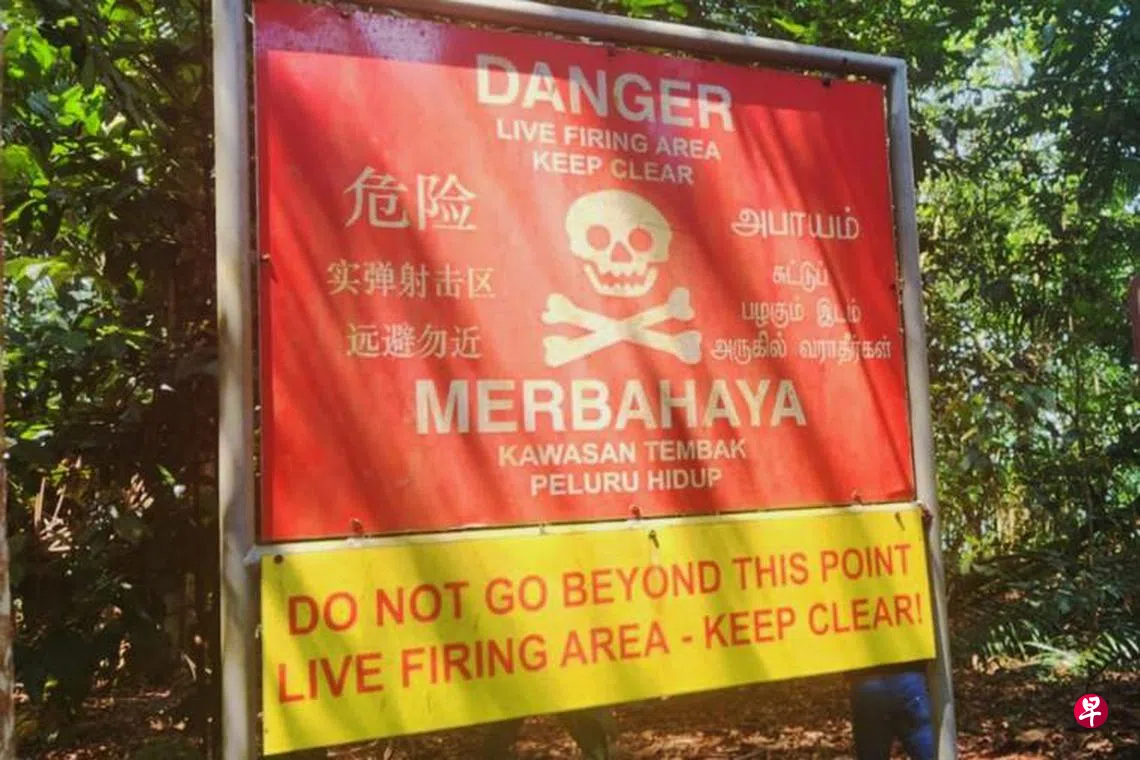 DANGER
LIVE FIRING AREA
KEEP CLEAR
危险
实弹射击区
远避勿近
அபாயம்
சுட்டுப்
பழகும் இடம்
அருகில் வராதீர்கள்
MERBAHAYA
KAWASAN TEMBAK
PELURU HIDUP
DO NOT GO BEYOND THIS POINT
LIVE FIRING AREA - KEEP CLEAR!
早